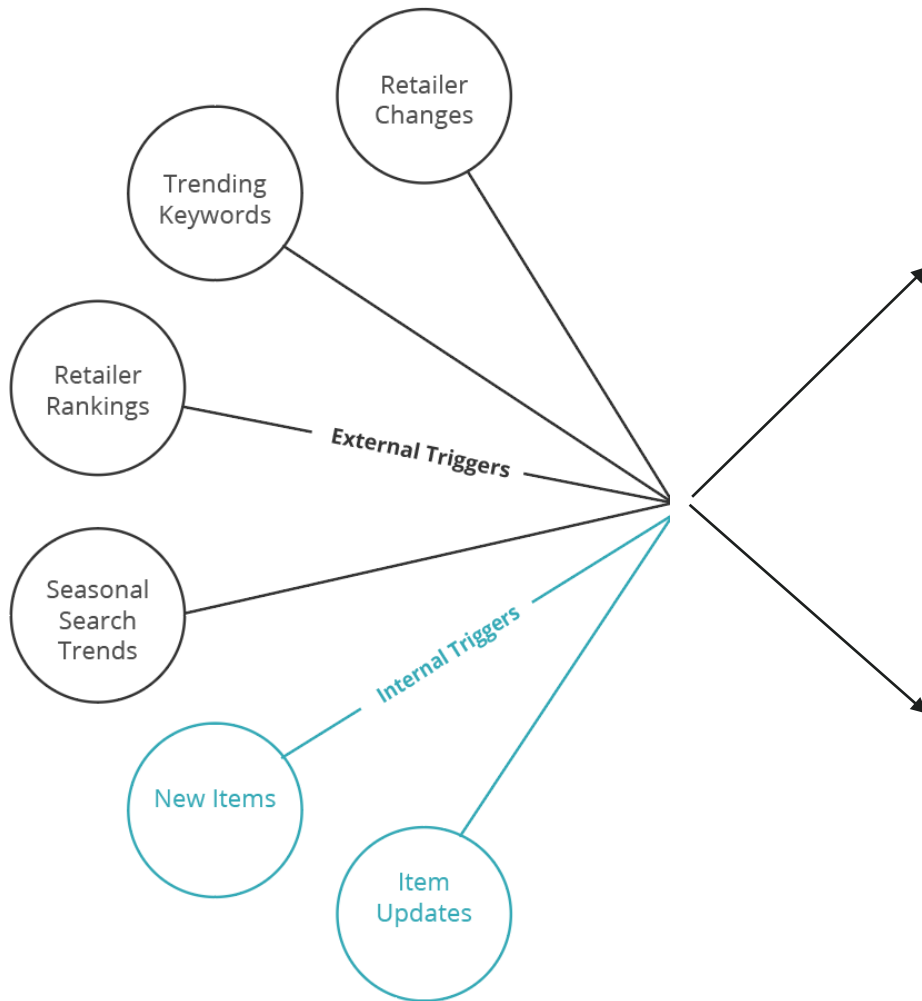 Retailer
Changes
Trending
Keywords
Retailer
Rankings
External Triggers
Seasonal
Search
Trends
Internal Triggers
New Items
Item
Updates